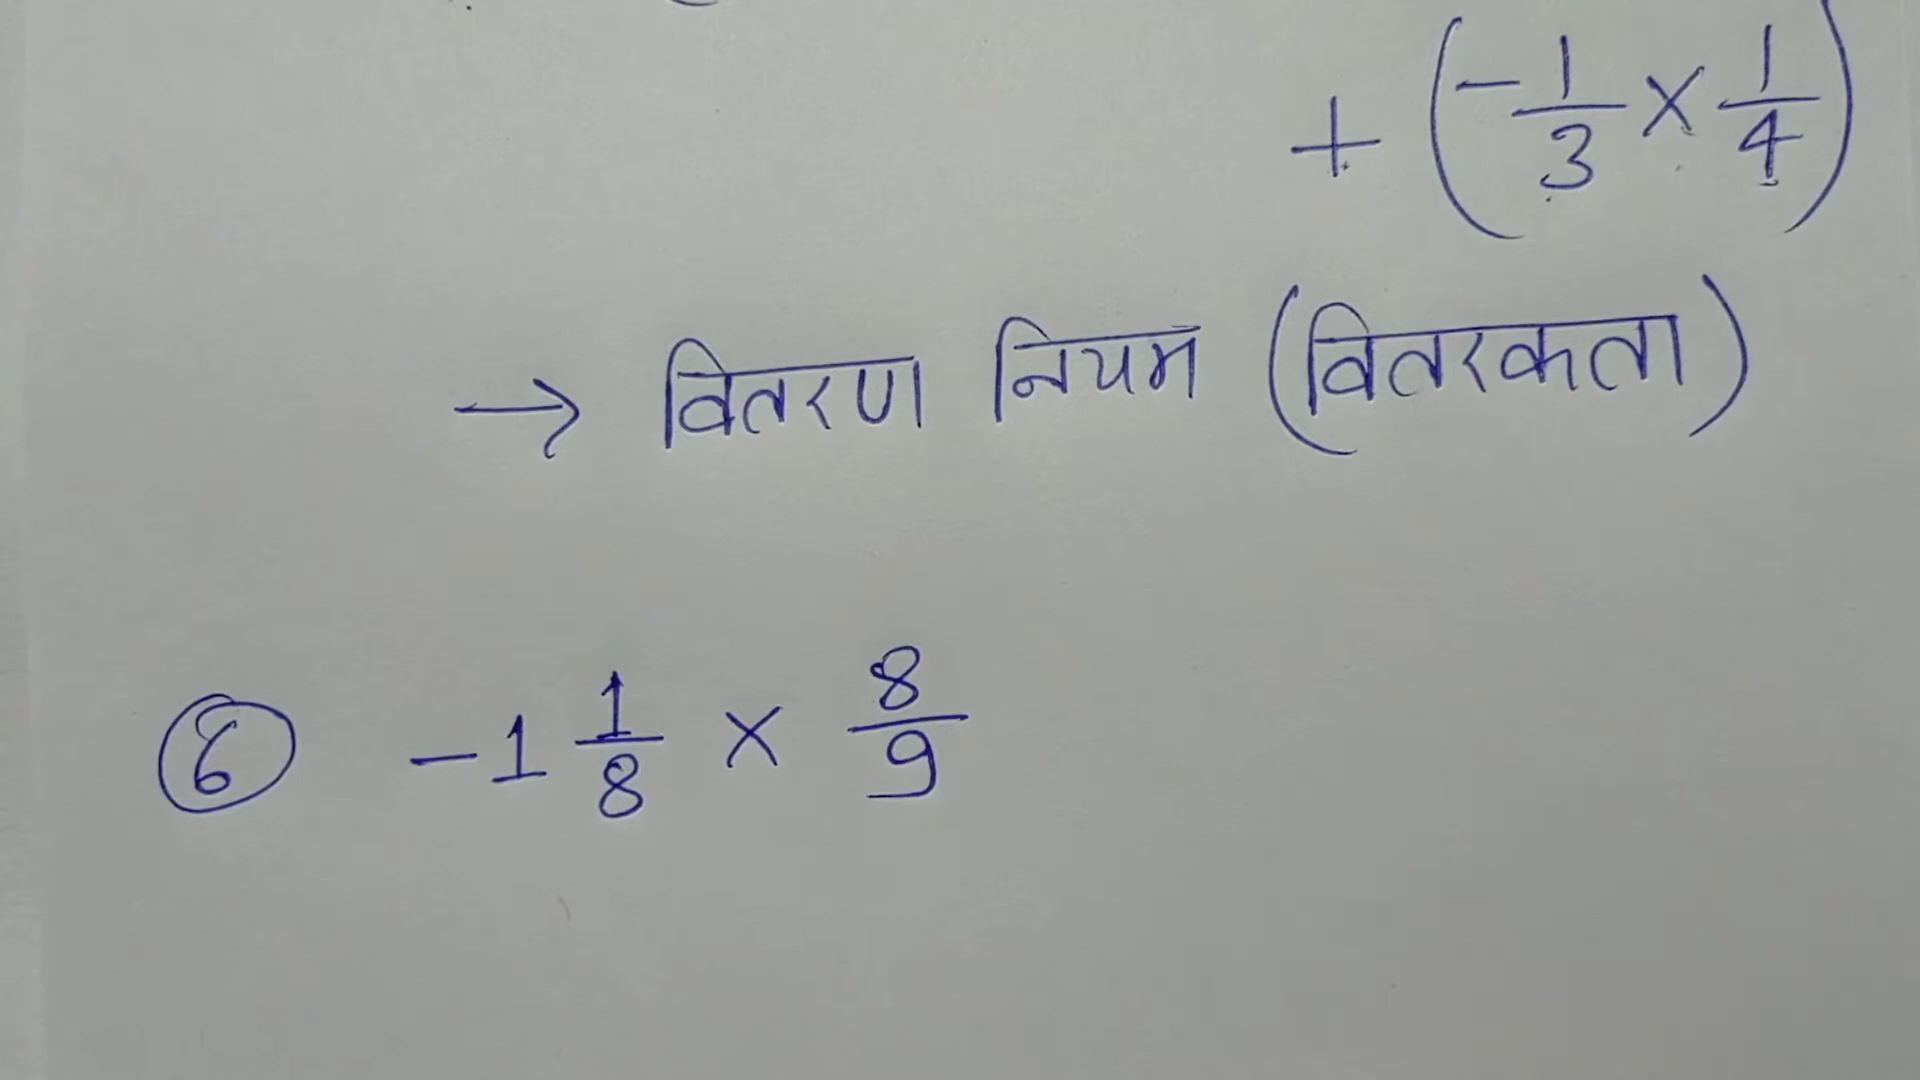 + (-1/3 × 1/4)
→ वितरण नियम (वितरकता)
⑥ -1 1/8 × 8/9